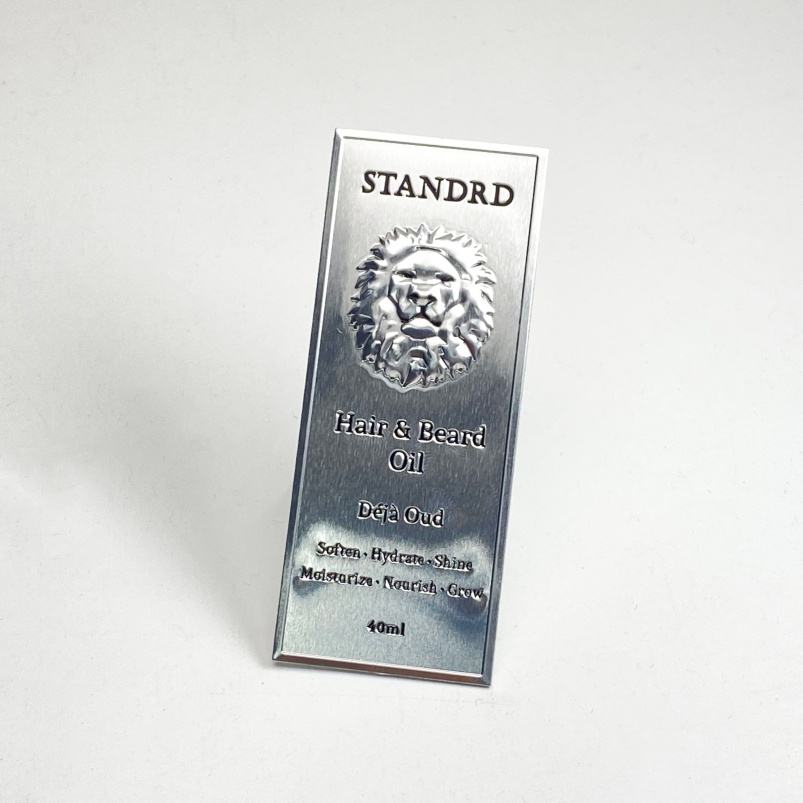 STANDRD
Hair & Beard
Oil
Déjà Oud
Soften · Hydrate · Shine
Moisturize · Nourish · Grow
40ml